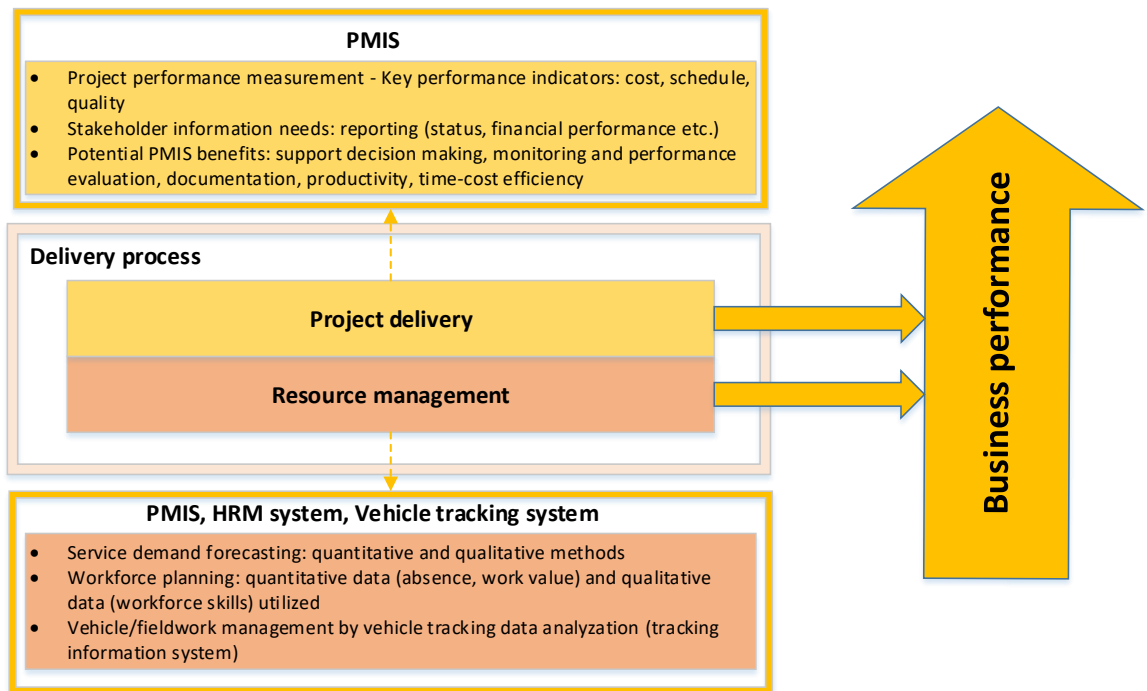 PMIS
• Project performance measurement - Key performance indicators: cost, schedule,
quality
• Stakeholder information needs: reporting (status, financial performance etc.)
• Potential PMIS benefits: support decision making, monitoring and performance
evaluation, documentation, productivity, time-cost efficiency
Delivery process
Project delivery
Resource management
Business performance
PMIS, HRM system, Vehicle tracking system
• Service demand forecasting: quantitative and qualitative methods
• Workforce planning: quantitative data (absence, work value) and qualitative
data (workforce skills) utilized
• Vehicle/fieldwork management by vehicle tracking data analyzation (tracking
information system)